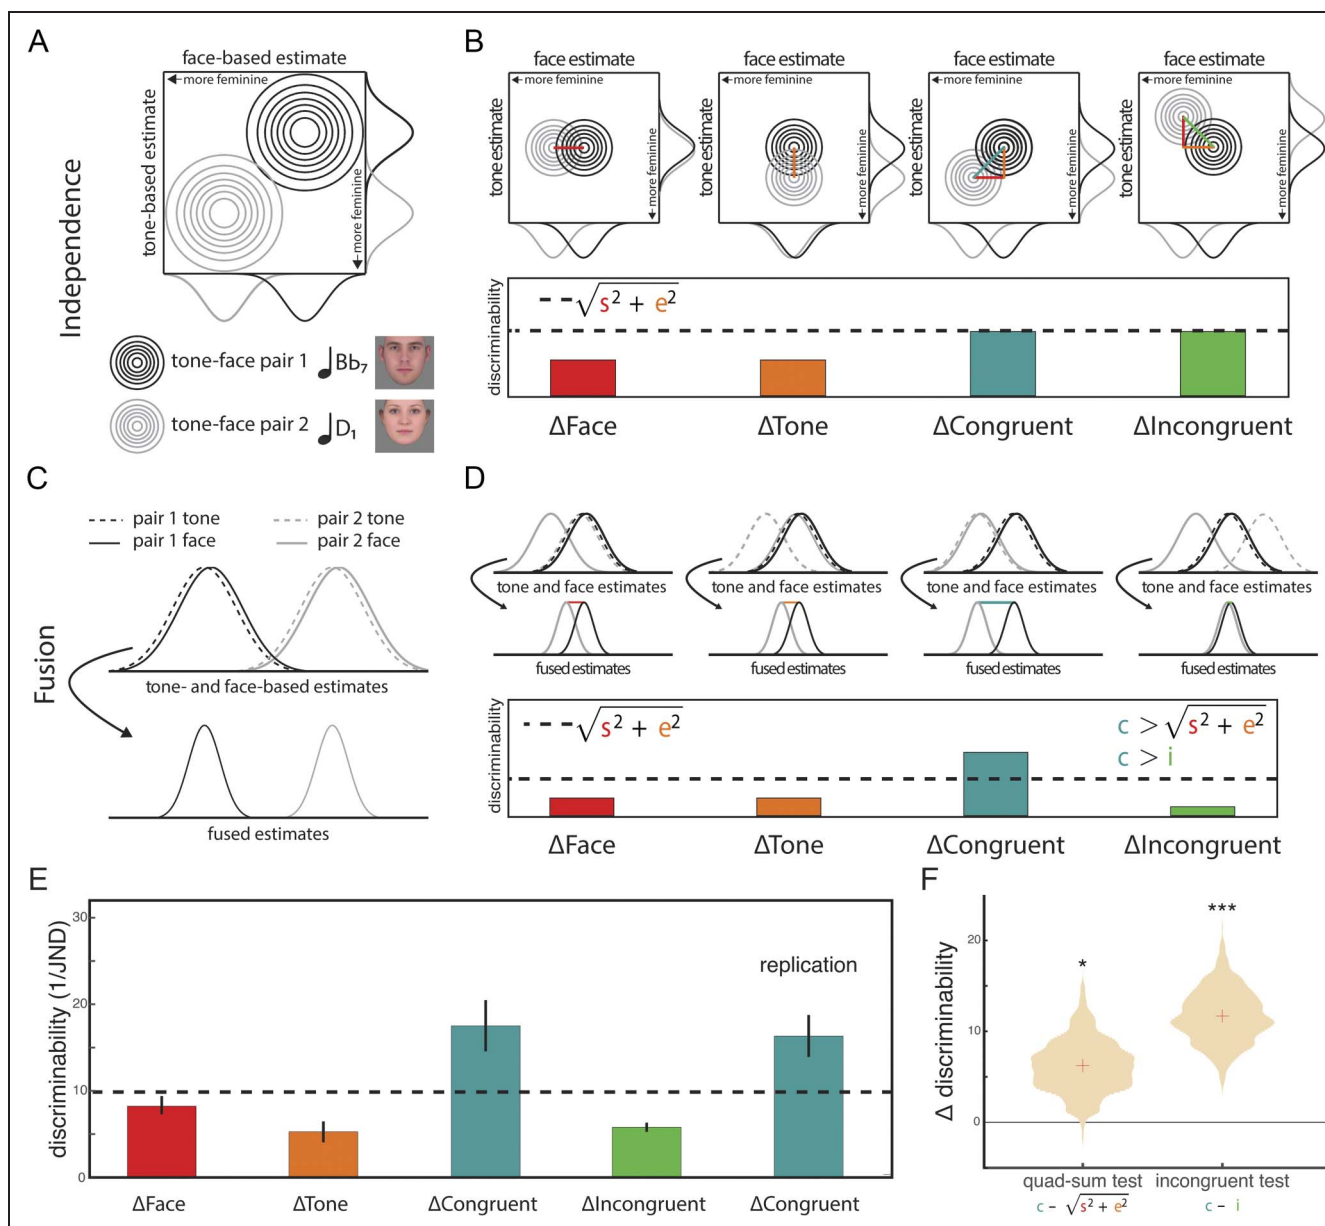 A
face-based estimate
more feminine
tone-based estimate
more feminine
Independence
tone-face pair 1 Bb7
tone-face pair 2 D1
B
face estimate
more feminine
tone estimate
more feminine
face estimate
more feminine
tone estimate
more feminine
face estimate
more feminine
tone estimate
more feminine
face estimate
more feminine
tone estimate
more feminine
discriminability
√s² + e²
ΔFace
ΔTone
ΔCongruent
ΔIncongruent
C
pair 1 tone
pair 2 tone
pair 1 face
pair 2 face
Fusion
tone- and face-based estimates
fused estimates
D
tone and face estimates
fused estimates
tone and face estimates
fused estimates
tone and face estimates
fused estimates
tone and face estimates
fused estimates
discriminability
√s² + e²
c > √s² + e²
c > i
ΔFace
ΔTone
ΔCongruent
ΔIncongruent
E
discriminability (1/JND)
30
20
10
0
replication
ΔFace
ΔTone
ΔCongruent
ΔIncongruent
ΔCongruent
F
Δ discriminability
20
10
0
*
***
quad-sum test
c – √s² + e²
incongruent test
c – i